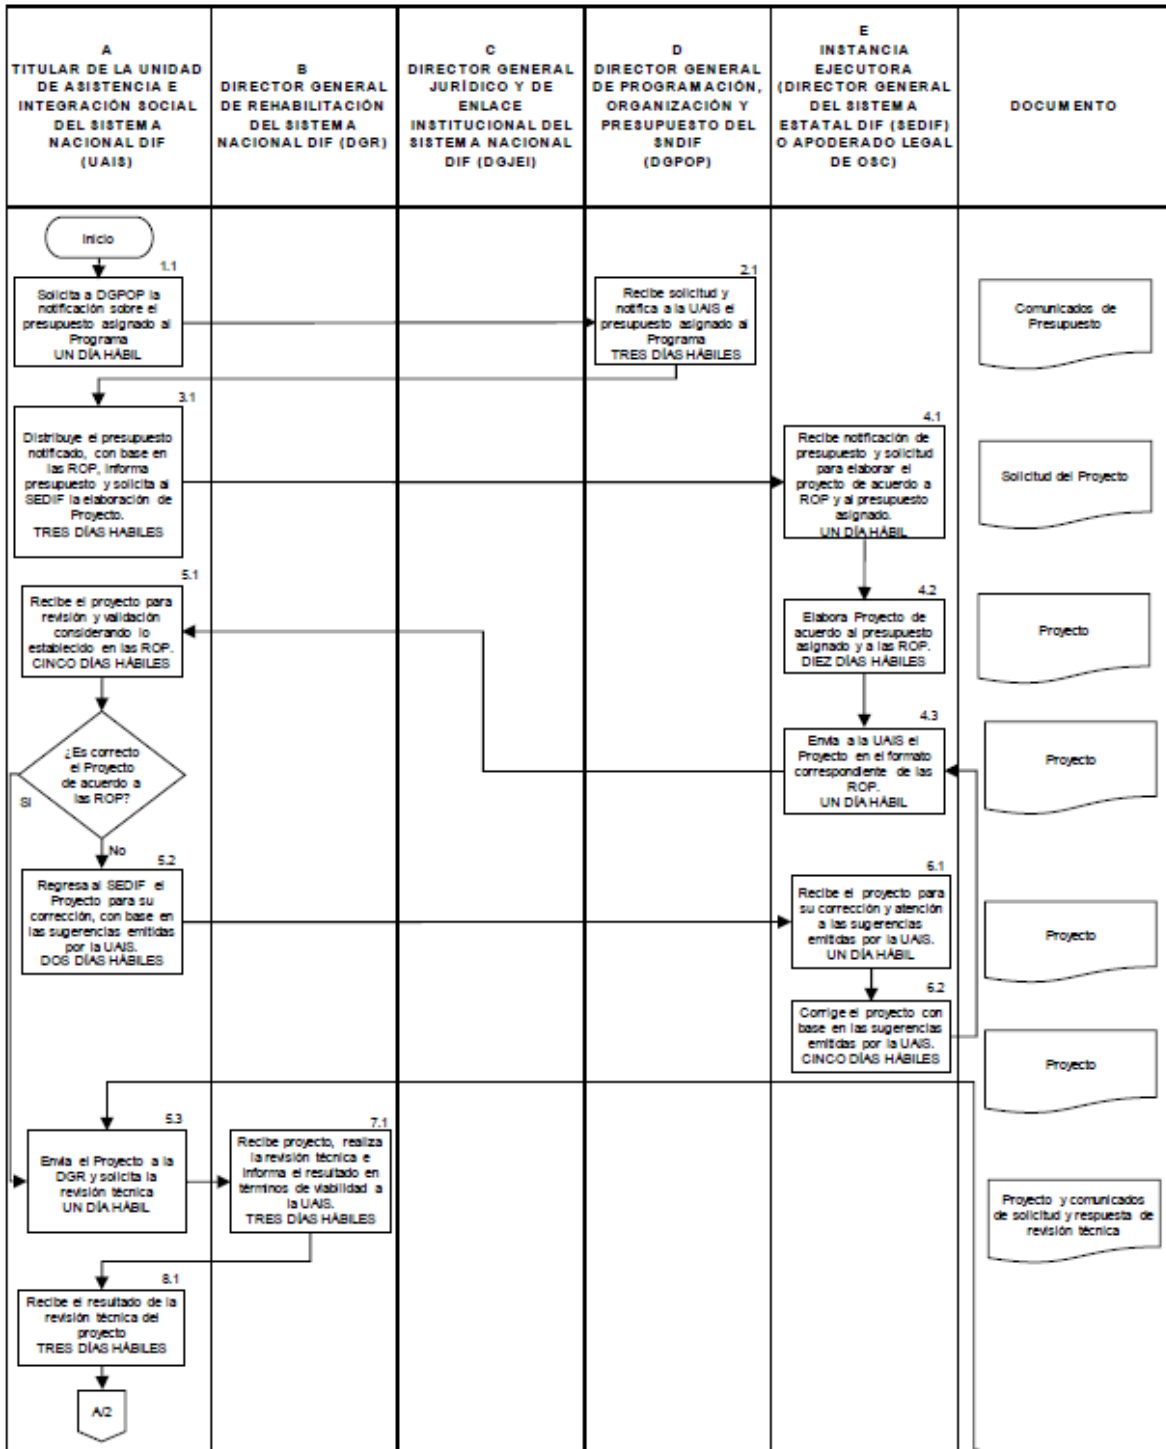 A
TITULAR DE LA UNIDAD
DE ASISTENCIA E
INTEGRACIÓN SOCIAL
DEL SISTEMA
NACIONAL DIF
(UAIS)
B
DIRECTOR GENERAL
DE REHABILITACIÓN
DEL SISTEMA
NACIONAL DIF (DGR)
C
DIRECTOR GENERAL
JURÍDICO Y DE
ENLACE
INSTITUCIONAL DEL
SISTEMA NACIONAL
DIF (DGJEI)
D
DIRECTOR GENERAL
DE PROGRAMACIÓN,
ORGANIZACIÓN Y
PRESUPUESTO DEL
SNDIF
(DGPOP)
E
INSTANCIA
EJECUTORA
(DIRECTOR GENERAL
DEL SISTEMA
ESTATAL DIF (SEDIF)
O APODERADO LEGAL
DE OSC)
DOCUMENTO
Inicio
1.1
Solicita a DGPOP la
notificación sobre el
presupuesto asignado al
Programa
UN DÍA HÁBIL
2.1
Recibe solicitud y
notifica a la UAIS el
presupuesto asignado al
Programa
TRES DÍAS HÁBILES
Comunicados de
Presupuesto
3.1
Distribuye el presupuesto
notificado, con base en
las ROP, informa
presupuesto y solicita al
SEDIF la elaboración de
Proyecto.
TRES DÍAS HABILES
4.1
Recibe notificación de
presupuesto y solicitud
para elaborar el
proyecto de acuerdo a
ROP y al presupuesto
asignado.
UN DÍA HÁBIL
Solicitud del Proyecto
5.1
Recibe el proyecto para
revisión y validación
considerando lo
establecido en las ROP.
CINCO DÍAS HÁBILES
4.2
Elabora Proyecto de
acuerdo al presupuesto
asignado y a las ROP.
DIEZ DÍAS HÁBILES
Proyecto
¿Es correcto
el Proyecto
de acuerdo a
las ROP?
SI
No
4.3
Envía a la UAIS el
Proyecto en el formato
correspondiente de las
ROP.
UN DÍA HÁBIL
Proyecto
5.2
Regresa al SEDIF el
Proyecto para su
corrección, con base en
las sugerencias emitidas
por la UAIS.
DOS DÍAS HÁBILES
6.1
Recibe el proyecto para
su corrección y atención
a las sugerencias
emitidas por la UAIS.
UN DÍA HÁBIL
Proyecto
6.2
Corrige el proyecto con
base en las sugerencias
emitidas por la UAIS.
CINCO DÍAS HÁBILES
Proyecto
5.3
Envía el Proyecto a la
DGR y solicita la
revisión técnica
UN DÍA HÁBIL
7.1
Recibe proyecto, realiza
la revisión técnica e
informa el resultado en
términos de viabilidad a
la UAIS.
TRES DÍAS HÁBILES
Proyecto y comunicados
de solicitud y respuesta de
revisión técnica
8.1
Recibe el resultado de la
revisión técnica del
proyecto
TRES DÍAS HÁBILES
A/2